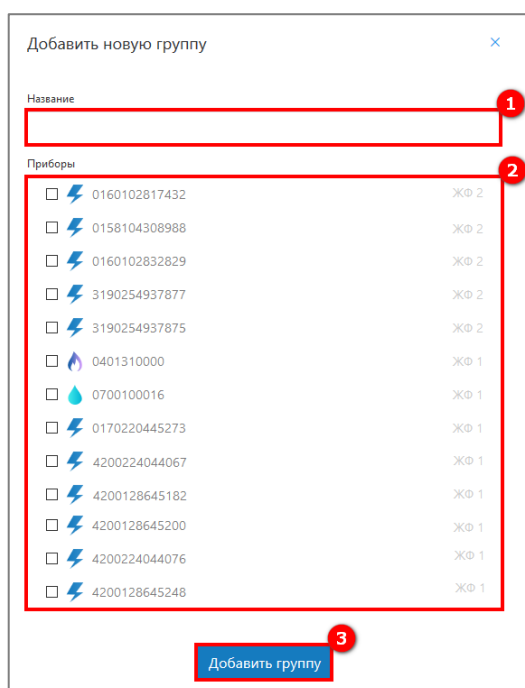 Добавить новую группу ×
Название
1
Приборы
2
0160102817432 ЖФ 2
0158104308988 ЖФ 2
0160102832829 ЖФ 2
3190254937877 ЖФ 2
3190254937875 ЖФ 2
0401310000 ЖФ 1
0700100016 ЖФ 1
0170220445273 ЖФ 1
4200224044067 ЖФ 1
4200128645182 ЖФ 1
4200128645200 ЖФ 1
4200224044076 ЖФ 1
4200128645248 ЖФ 1
3
Добавить группу